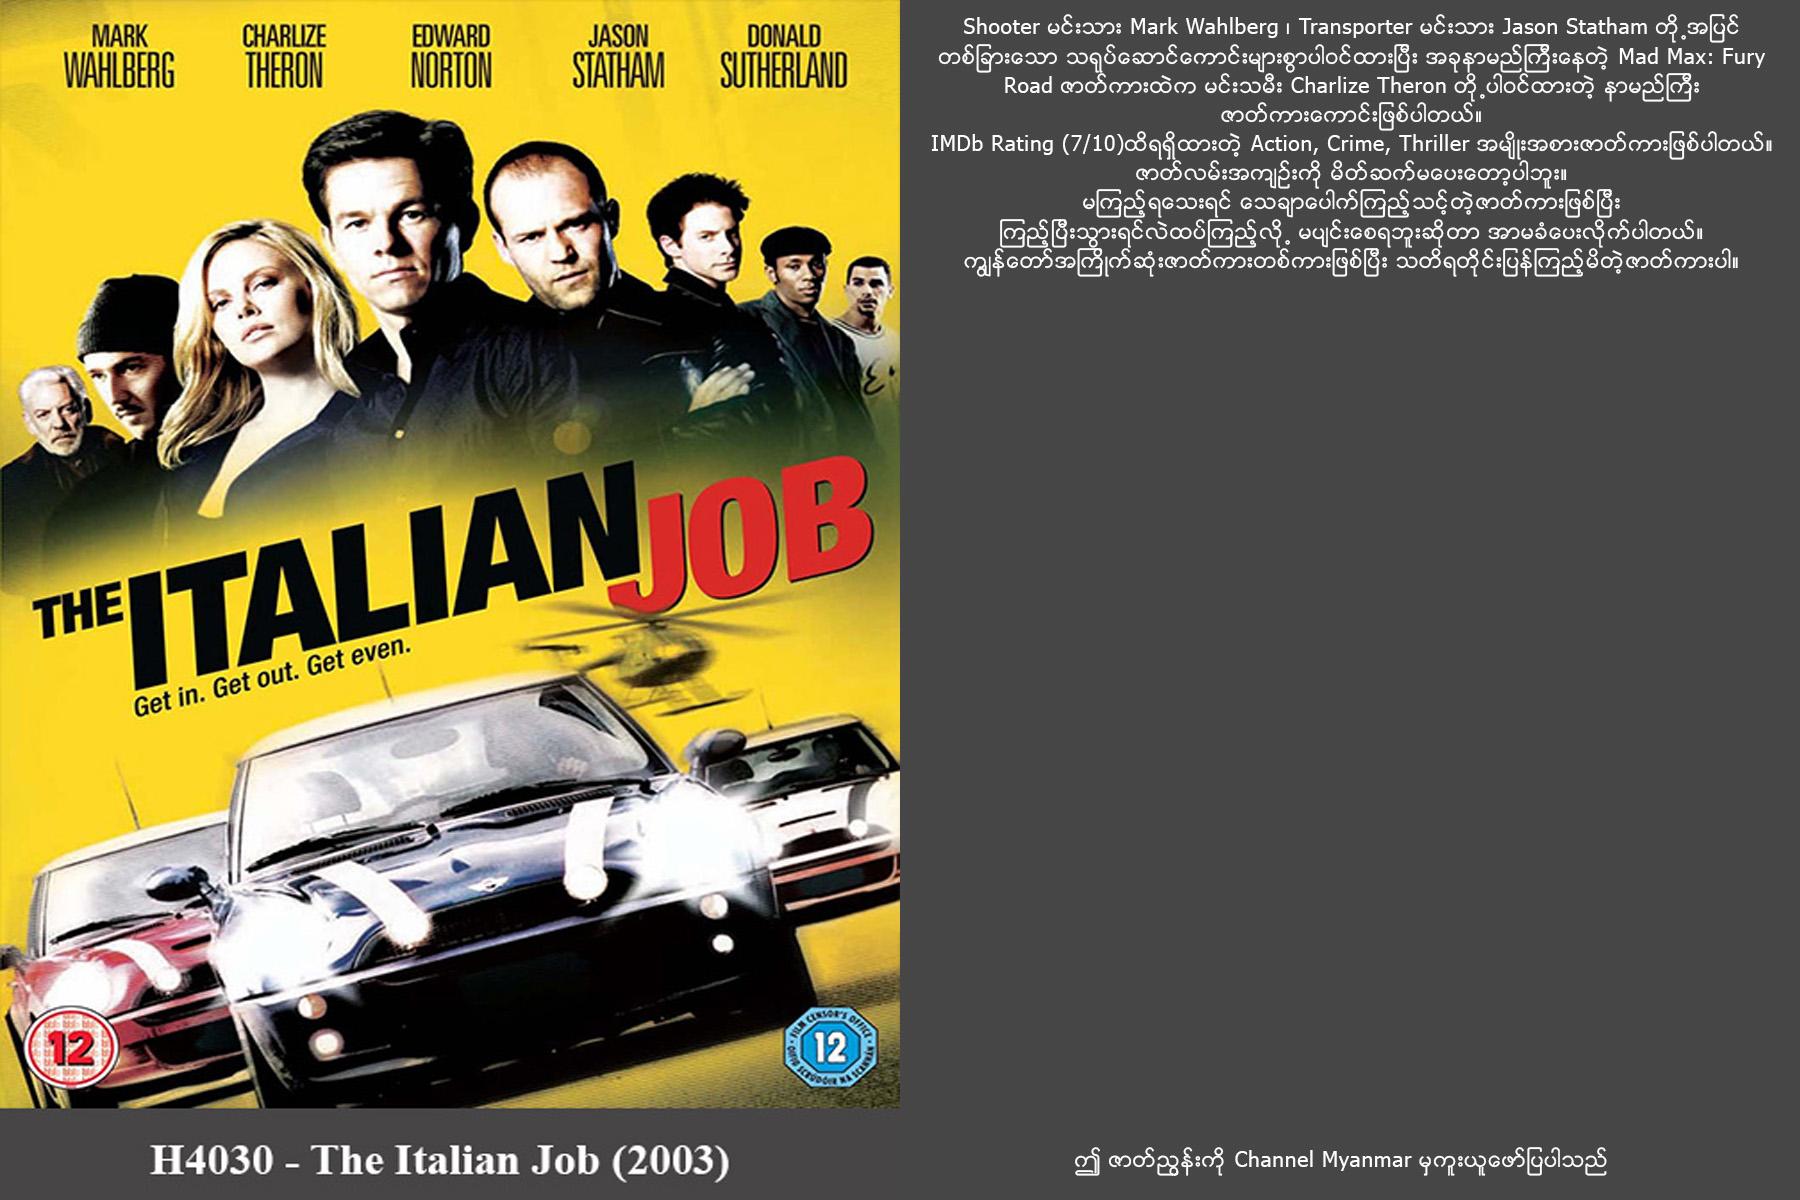 MARK WAHLBERG
CHARLIZE THERON
EDWARD NORTON
JASON STATHAM
DONALD SUTHERLAND
THE ITALIAN JOB
Get in. Get out. Get even.
12
FILM CENSOR'S OFFICE
12
H4030 - The Italian Job (2003)
Shooter မင်းသား Mark Wahlberg ၊ Transporter မင်းသား Jason Statham တို့အပြင်
တစ်ခြားသော သရုပ်ဆောင်ကောင်းများစွာပါဝင်ထားပြီး အခုနာမည်ကြီးနေတဲ့ Mad Max: Fury
Road ဇာတ်ကားထဲက မင်းသမီး Charlize Theron တို့ပါဝင်ထားတဲ့ နာမည်ကြီး
ဇာတ်ကားကောင်းဖြစ်ပါတယ်။
IMDb Rating (7/10)ထိရရှိထားတဲ့ Action, Crime, Thriller အမျိုးအစားဇာတ်ကားဖြစ်ပါတယ်။
ဇာတ်လမ်းအကျဉ်းကို မိတ်ဆက်မပေးတော့ပါဘူး။
မကြည့်ရသေးရင် သေချာပေါက်ကြည့်သင့်တဲ့ဇာတ်ကားဖြစ်ပြီး
ကြည့်ပြီးသွားရင်လဲထပ်ကြည့်လို့ မပျင်းစေရဘူးဆိုတာ အာမခံပေးလိုက်ပါတယ်။
ကျွန်တော်အကြိုက်ဆုံးဇာတ်ကားတစ်ကားဖြစ်ပြီး သတိရတိုင်းပြန်ကြည့်မိတဲ့ဇာတ်ကားပါ။
ဤ ဇာတ်ညွှန်းကို Channel Myanmar မှကူးယူဖော်ပြပါသည်